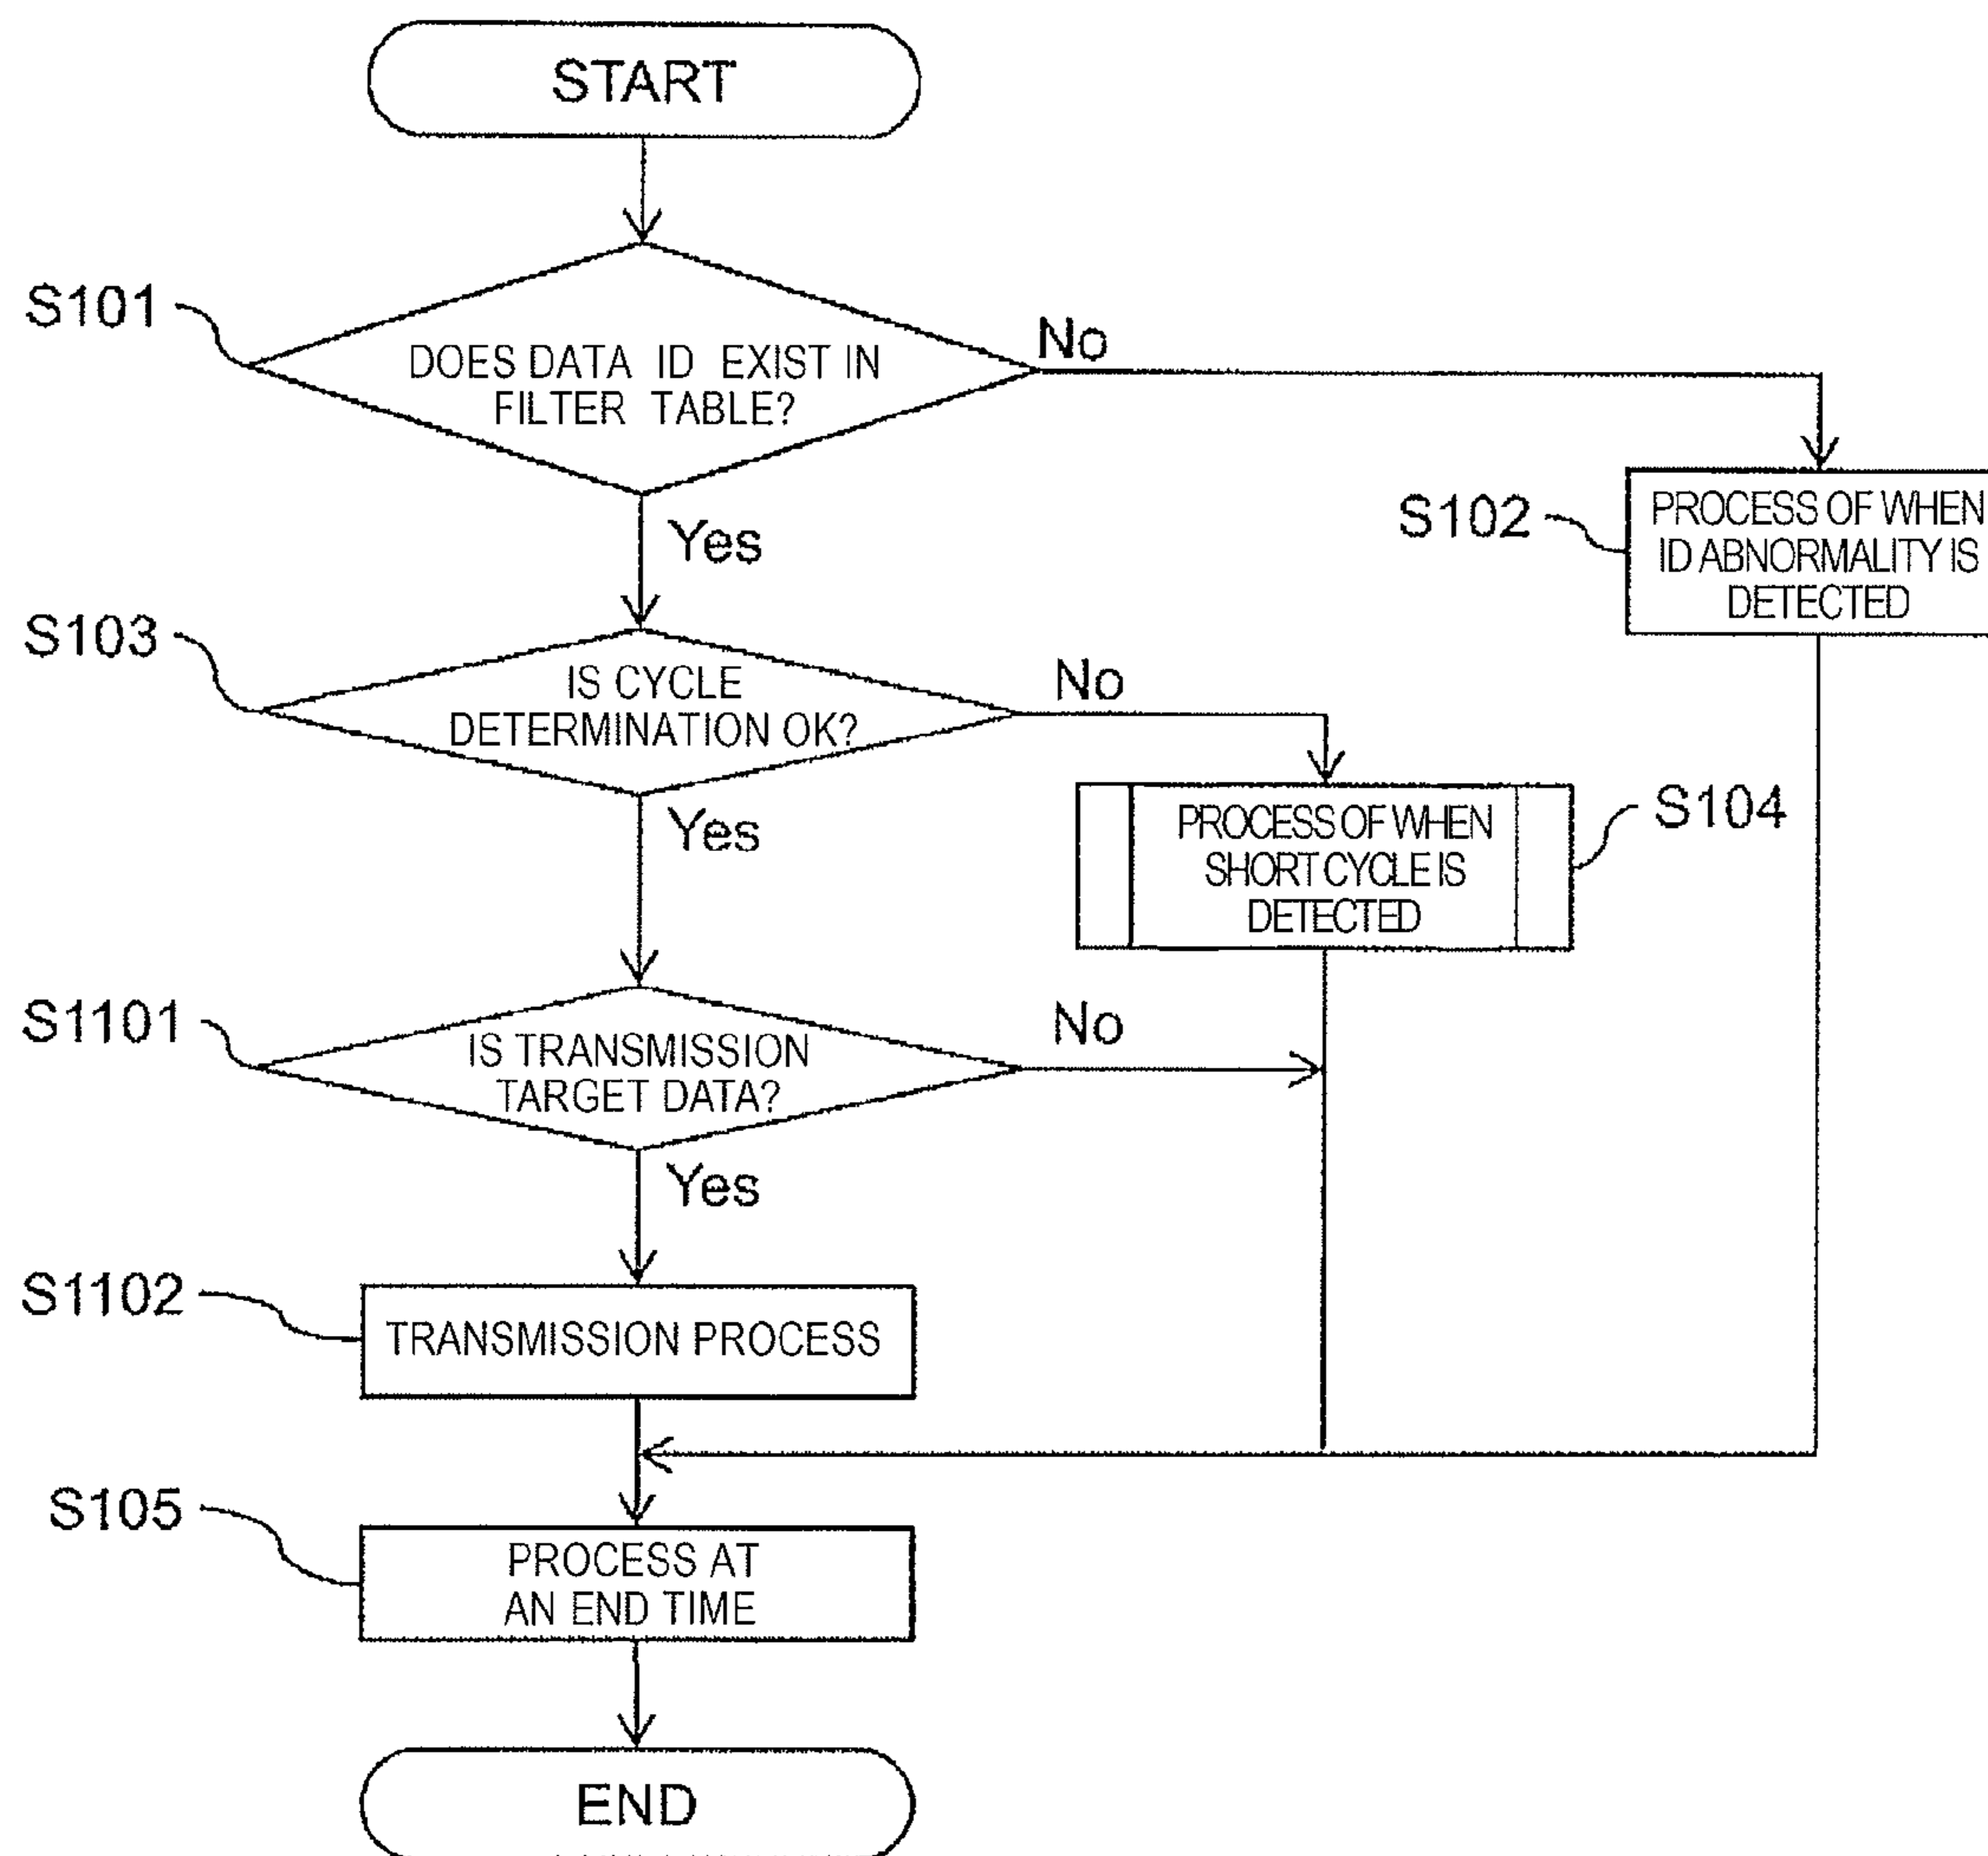 START
S101
DOES DATA ID EXIST IN
FILTER TABLE?
No
Yes
S102
PROCESS OF WHEN
ID ABNORMALITY IS
DETECTED
S103
IS CYCLE
DETERMINATION OK?
No
Yes
PROCESS OF WHEN
SHORT CYCLE IS
DETECTED
S104
S1101
IS TRANSMISSION
TARGET DATA?
No
Yes
S1102
TRANSMISSION PROCESS
S105
PROCESS AT
AN END TIME
END